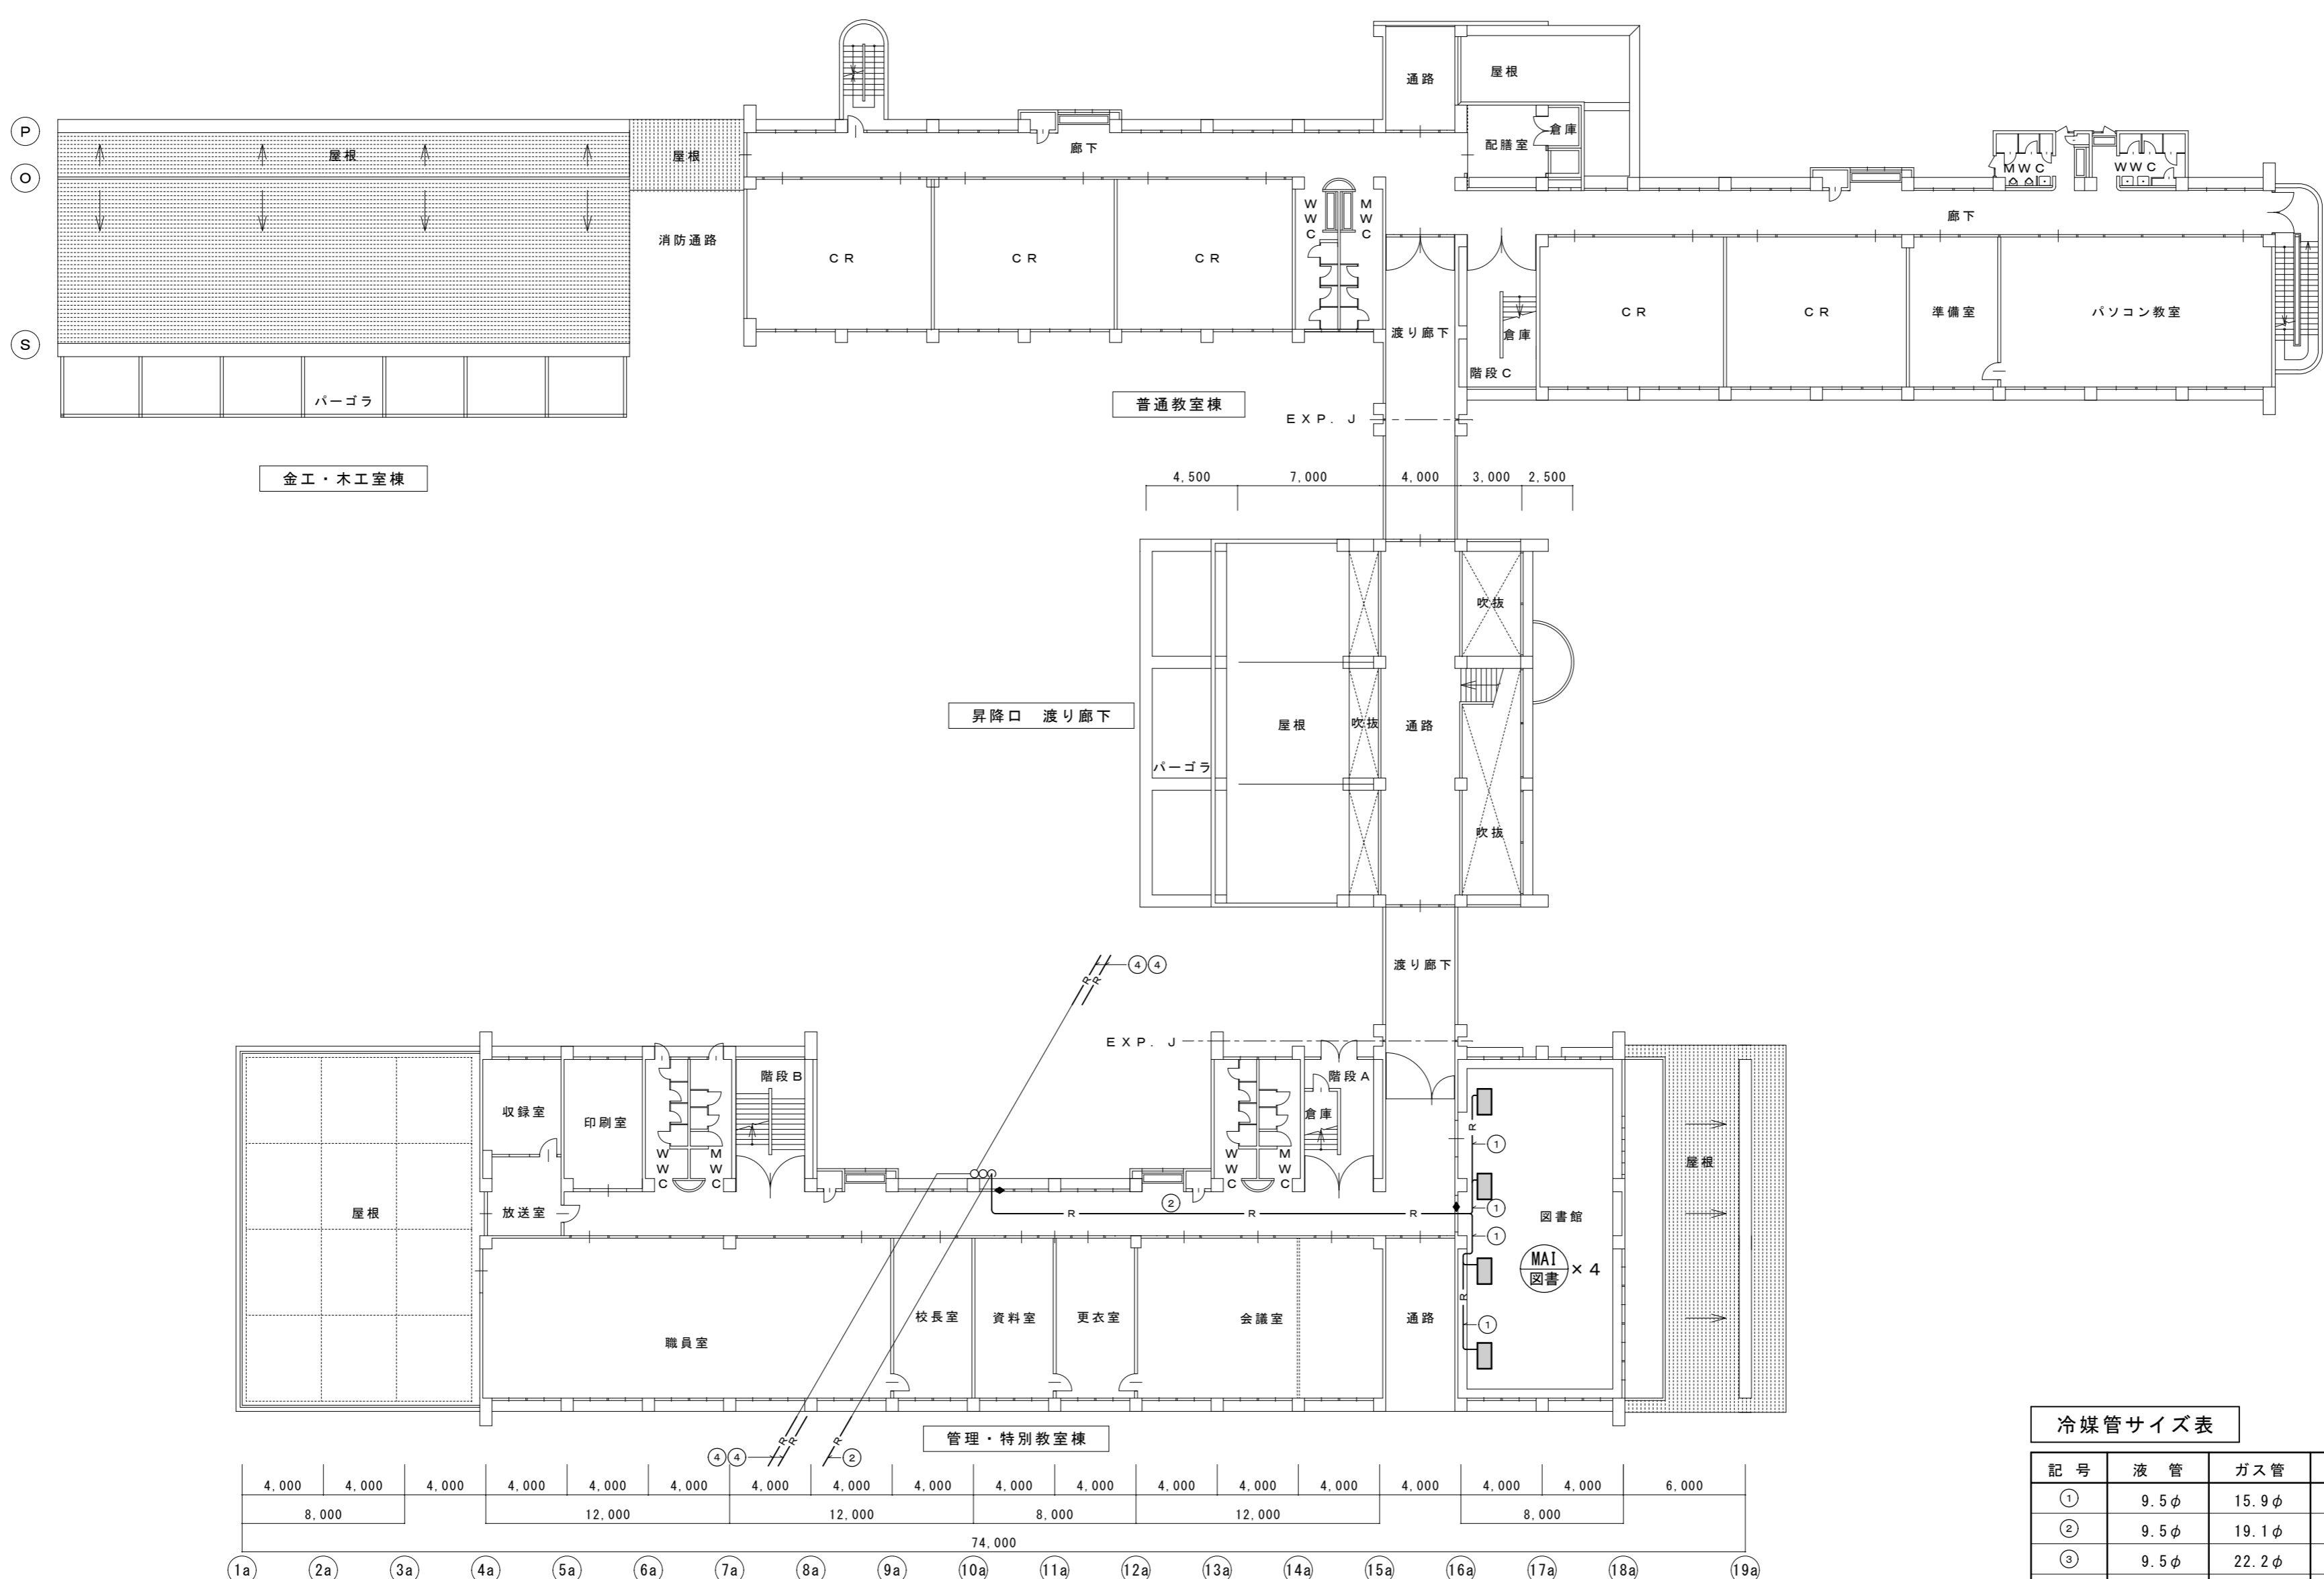 通路
屋根
P
屋根
屋根
廊下
配膳室
倉庫
MWC
WWC
O
消防通路
WWC
MWC
廊下
CR
CR
CR
CR
CR
準備室
パソコン教室
渡り廊下
倉庫
階段C
S
パーゴラ
普通教室棟
EXP. J
金工・木工室棟
4,500 7,000 4,000 3,000 2,500
吹抜
昇降口 渡り廊下
屋根
吹抜
通路
パーゴラ
吹抜
渡り廊下
R
R
④④
EXP. J
収録室
印刷室
階段B
階段A
倉庫
WWC
MWC
WWC
MWC
R
①
屋根
屋根
放送室
②
R R R
①
①
図書館
MAI
図書
×4
R
①
職員室
校長室
資料室
更衣室
会議室
通路
R
R
R
④④
②
管理・特別教室棟
4,000 4,000 4,000 4,000 4,000 4,000 4,000 4,000 4,000 4,000 4,000 4,000 4,000 4,000 4,000 4,000 4,000 6,000
8,000 12,000 12,000 8,000 12,000 8,000
74,000
1a 2a 3a 4a 5a 6a 7a 8a 9a 10a 11a 12a 13a 14a 15a 16a 17a 18a 19a
冷媒管サイズ表
記号 液管 ガス管
① 9.5φ 15.9φ
② 9.5φ 19.1φ
③ 9.5φ 22.2φ